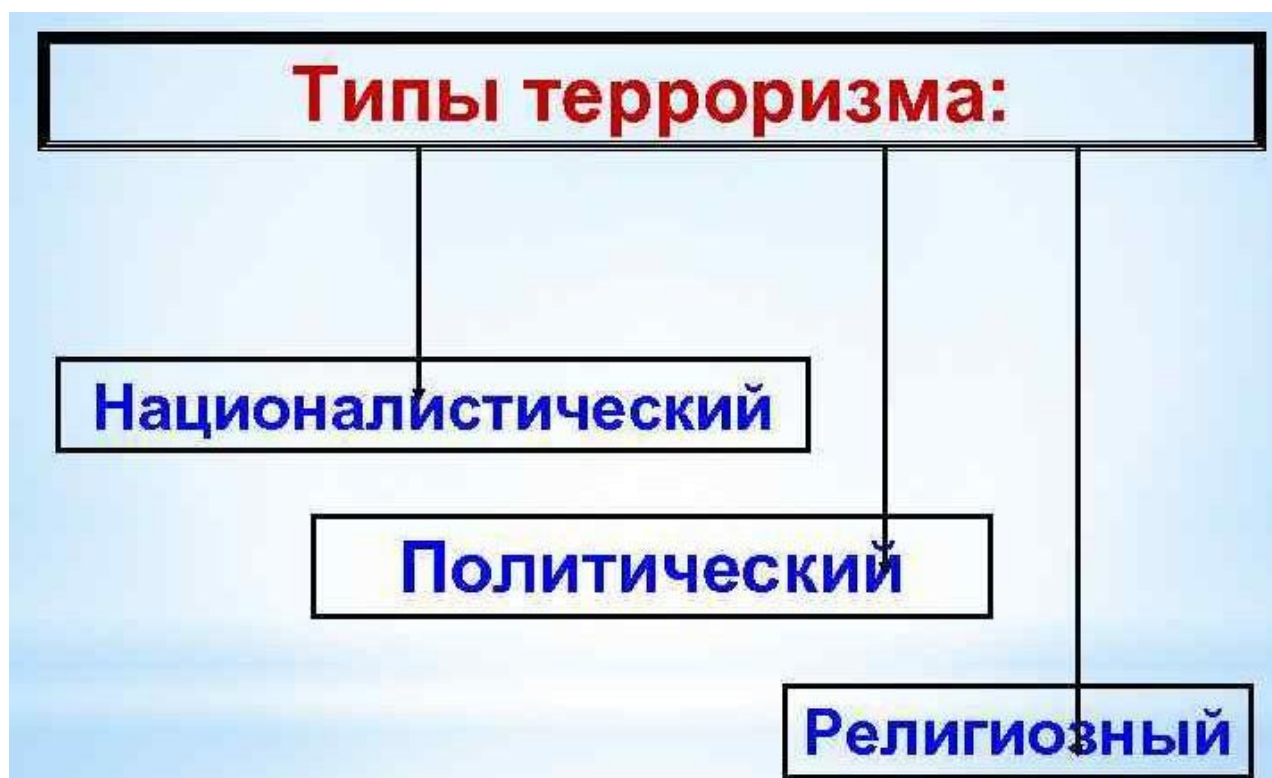 Типы терроризма:
Националистический
Политический
Религиозный